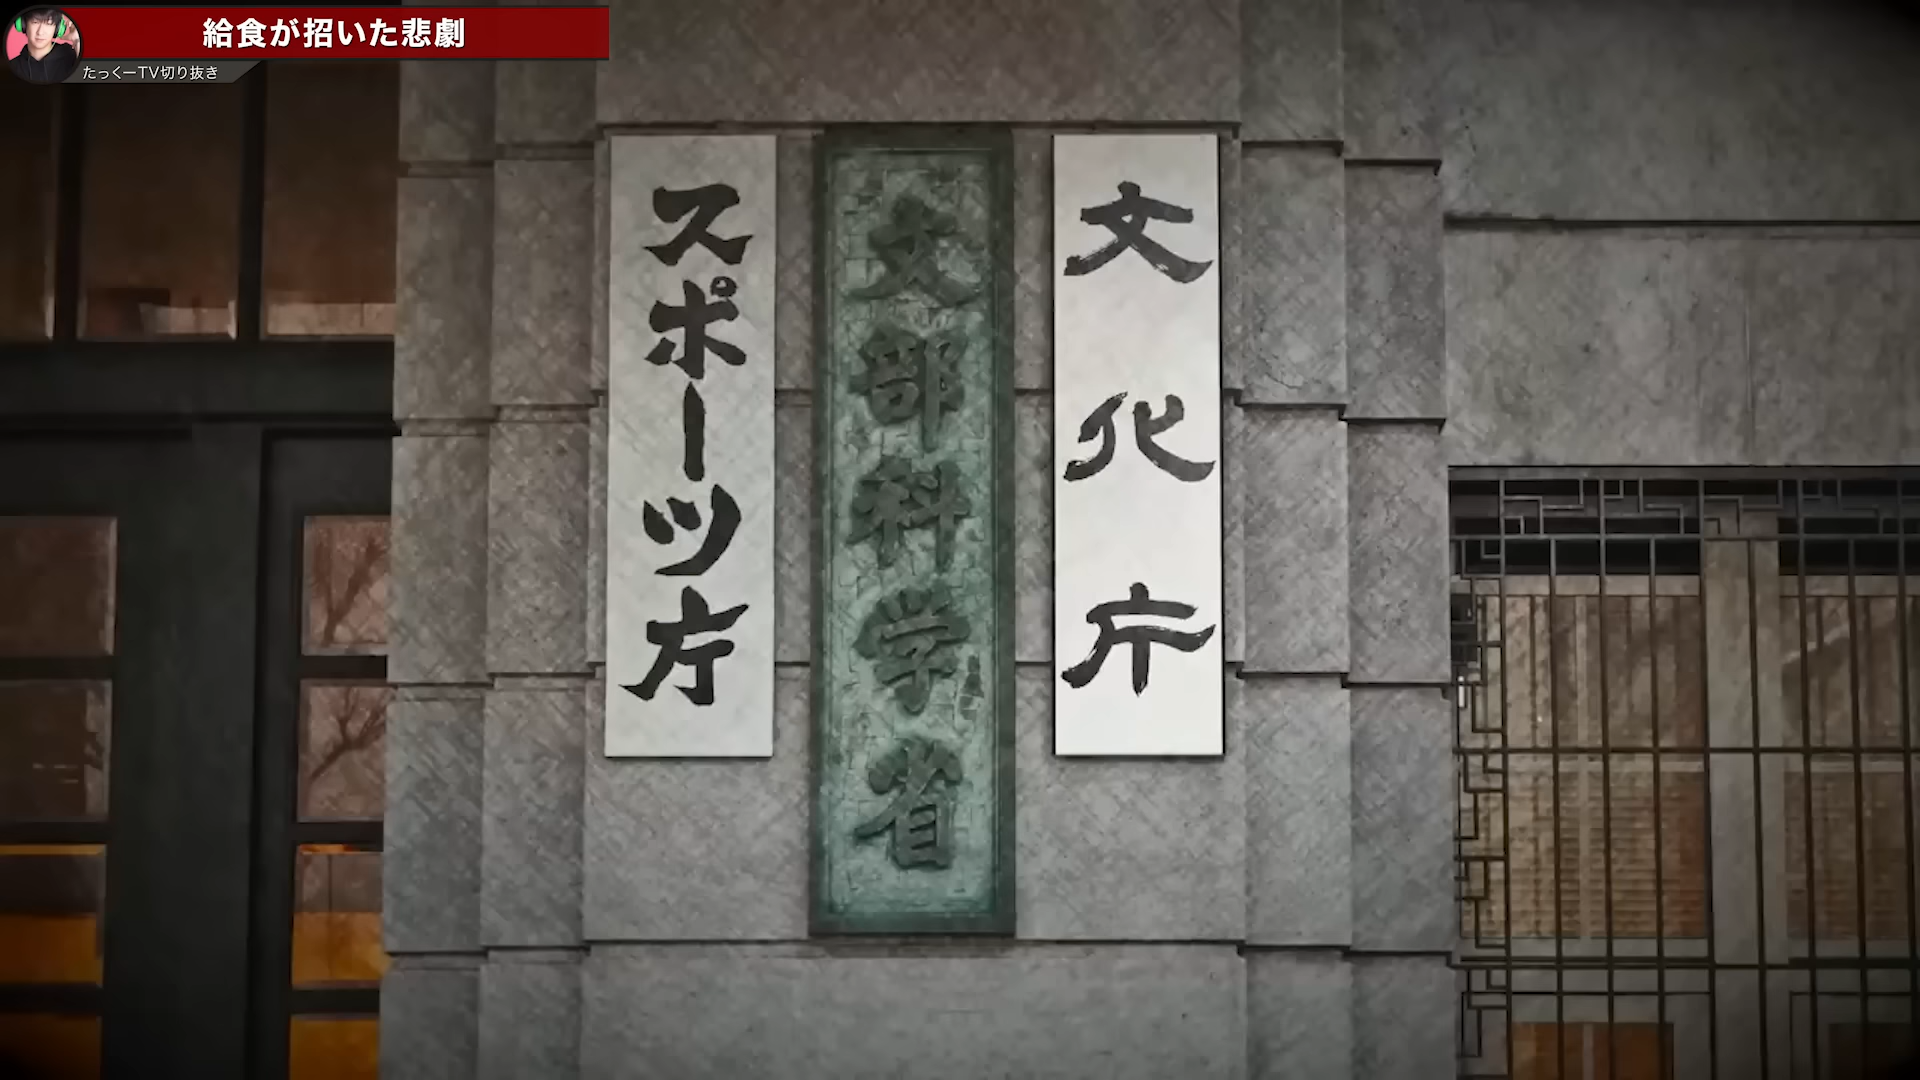 給食が招いた悲劇
たっくーTV切り抜き
スポーツ庁
文部科学省
文化庁